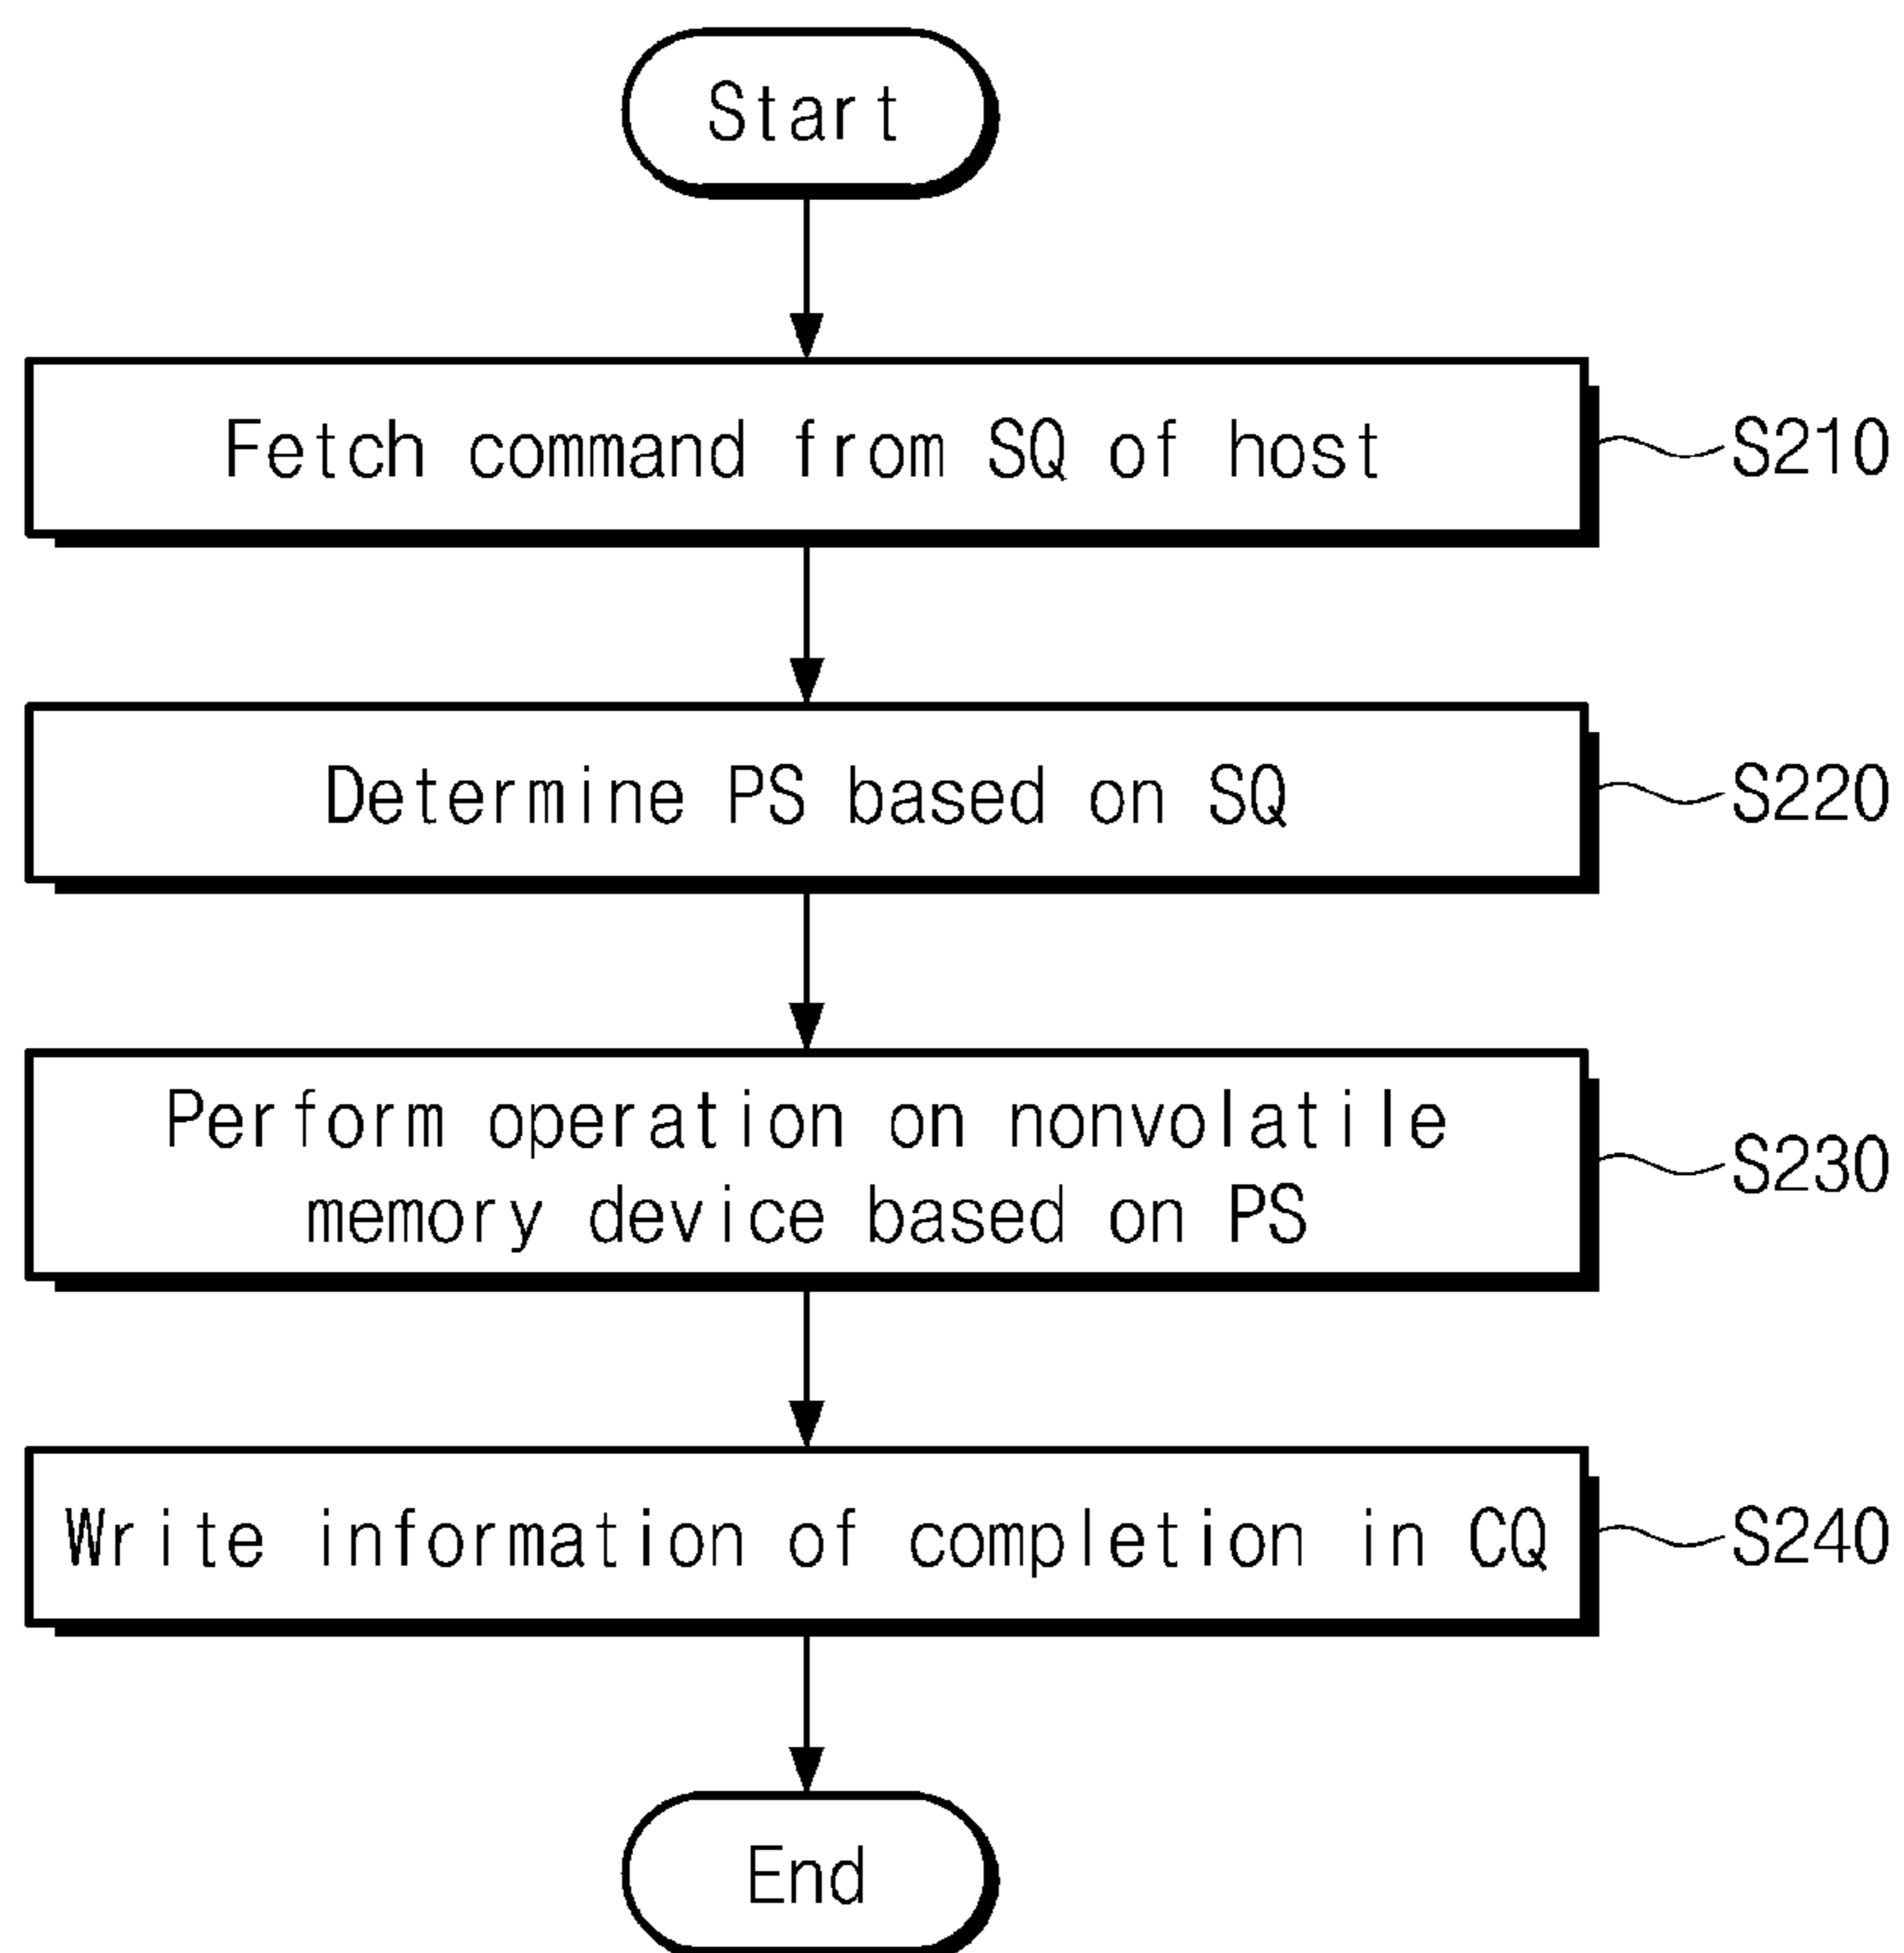 Start
Fetch command from SQ of host
S210
Determine PS based on SQ
S220
Perform operation on nonvolatile
memory device based on PS
S230
Write information of completion in CQ
S240
End